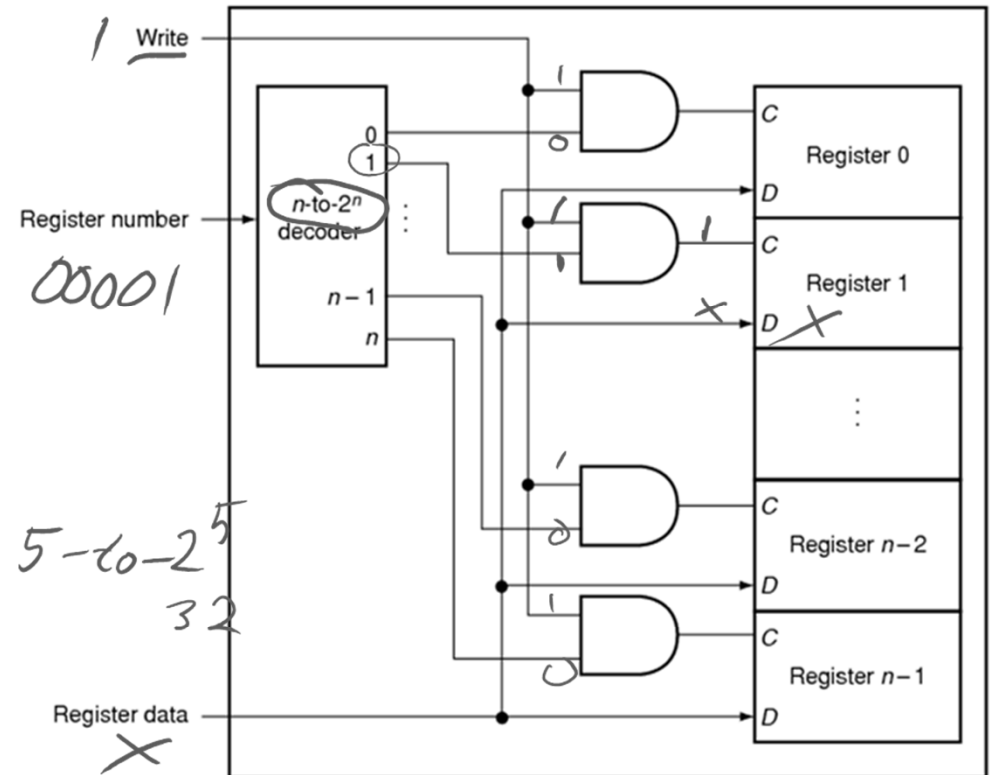 1 Write
1
C
0
Register 0
0
1
D
n-to-2ⁿ
decoder
⋮
Register number
1
1
C
1
Register 1
00001
n – 1
X
D
X
n
⋮
1
C
0
Register n – 2
5-to-2⁵
D
32
1
C
0
Register n – 1
Register data
D
X